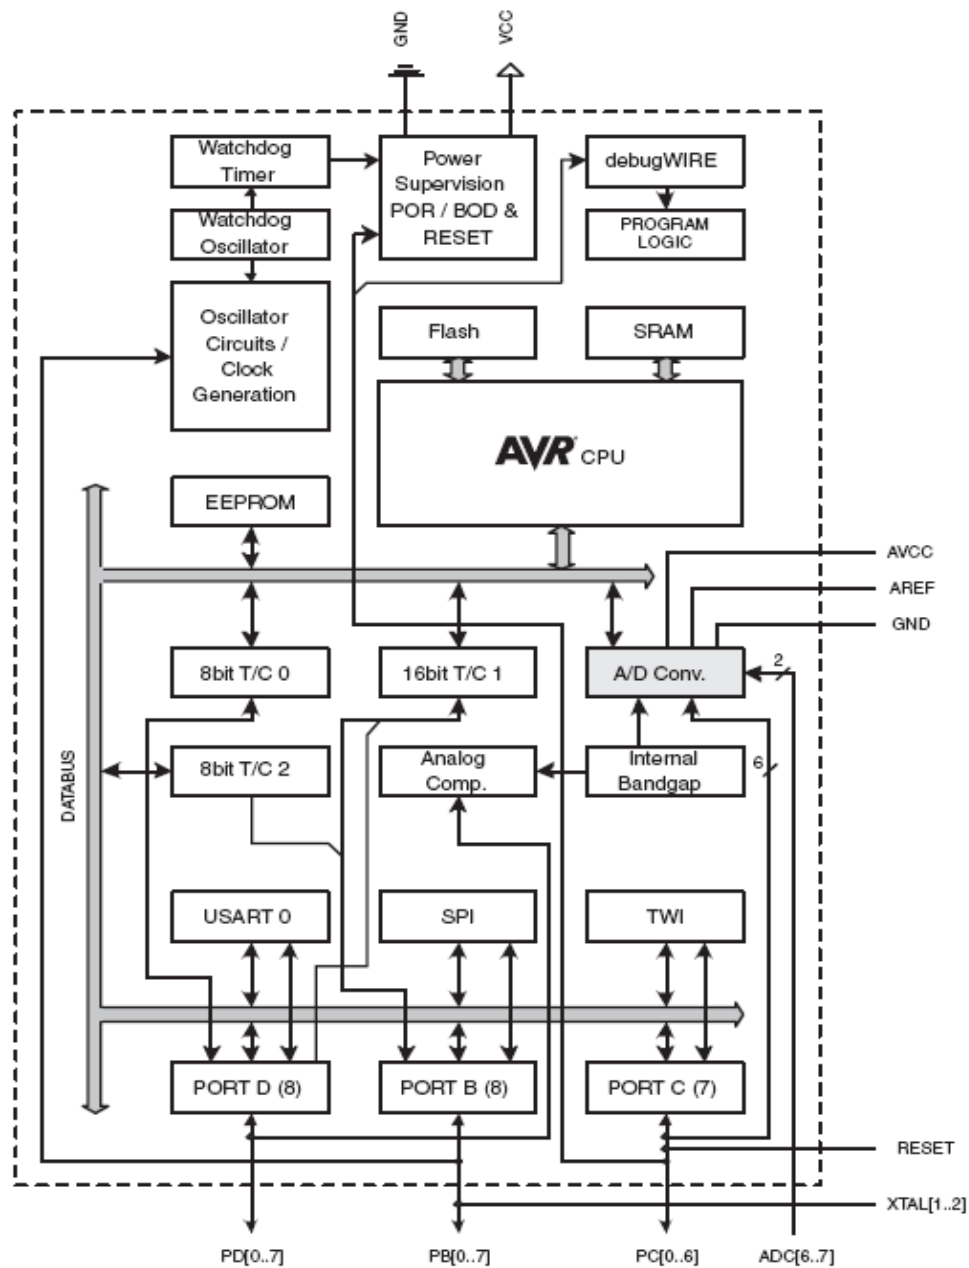 GND
VCC
Watchdog
Timer
Power
Supervision
POR / BOD &
RESET
debugWIRE
Watchdog
Oscillator
PROGRAM
LOGIC
Oscillator
Circuits /
Clock
Generation
Flash
SRAM
AVR CPU
EEPROM
AVCC
AREF
GND
8bit T/C 0
16bit T/C 1
A/D Conv.
2
DATABUS
8bit T/C 2
Analog
Comp.
Internal
Bandgap
6
USART 0
SPI
TWI
PORT D (8)
PORT B (8)
PORT C (7)
RESET
XTAL[1..2]
PD[0..7]
PB[0..7]
PC[0..6]
ADC[6..7]